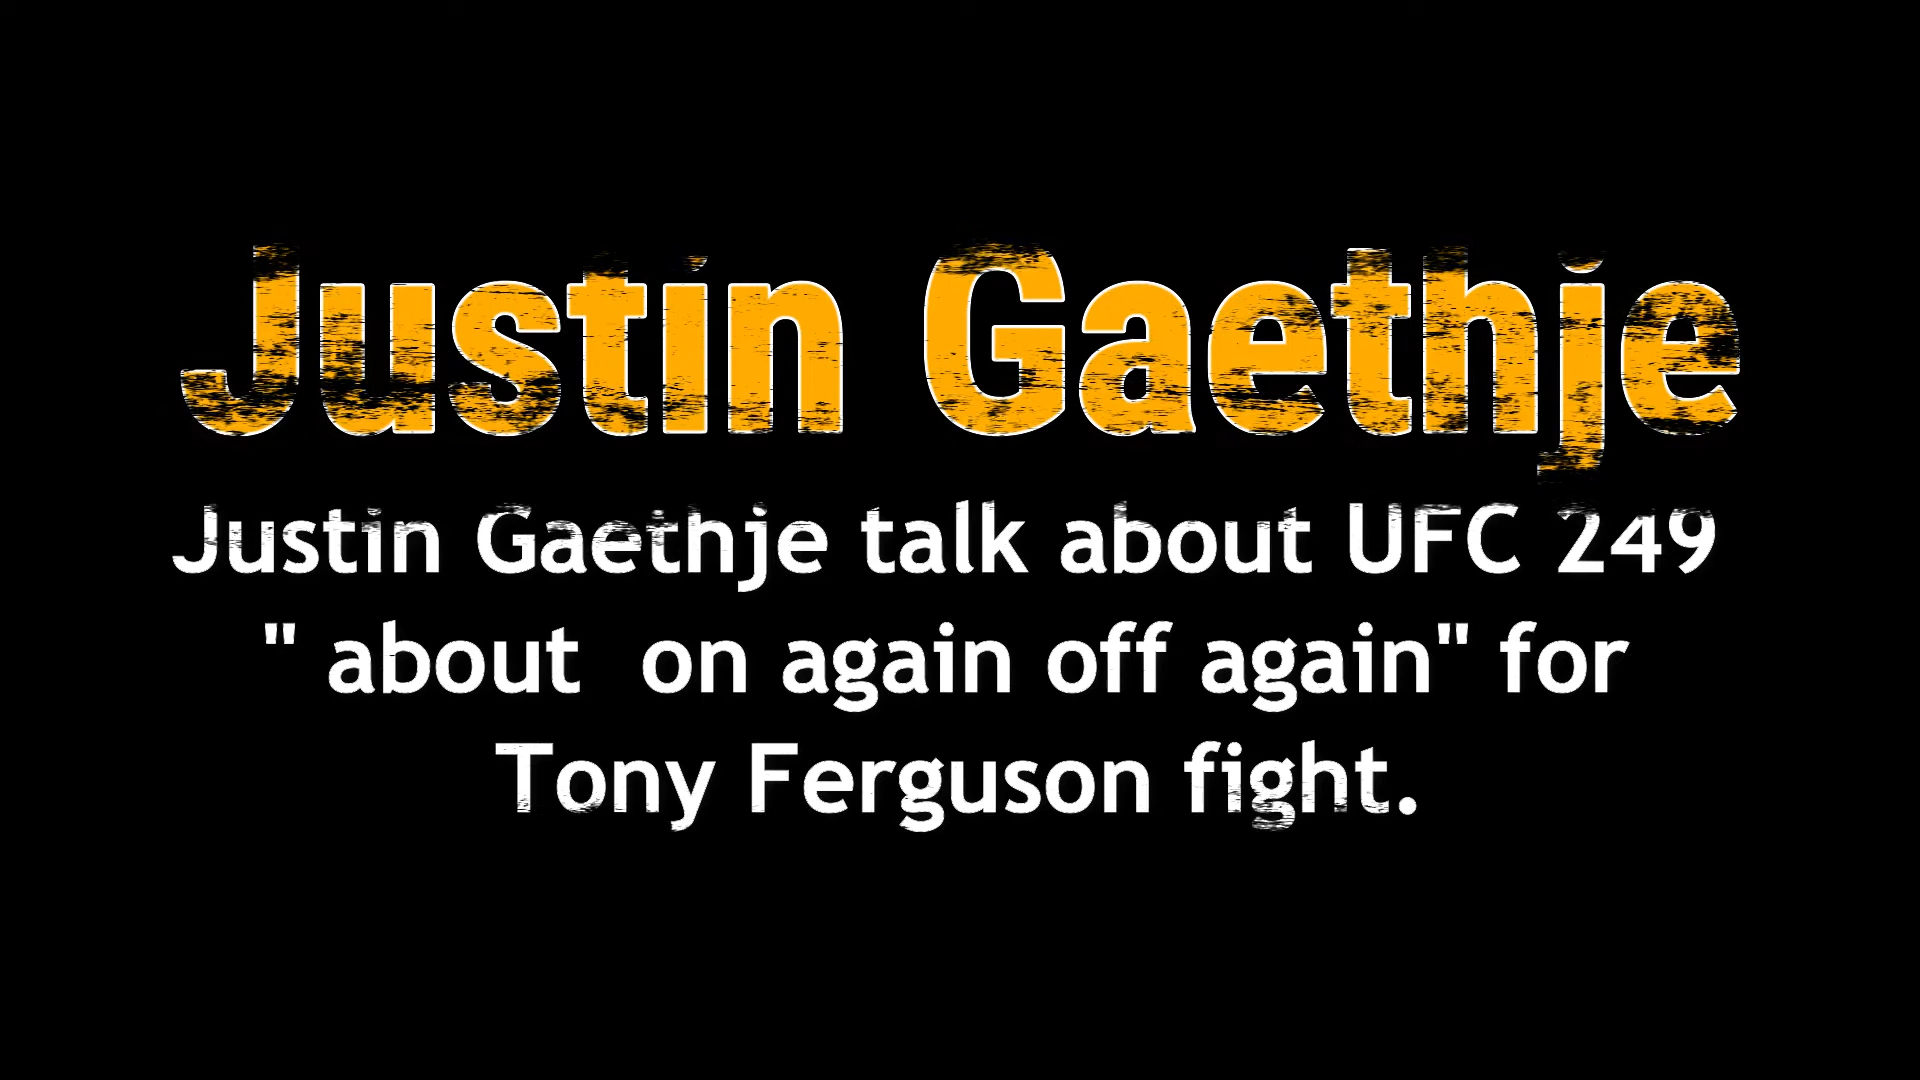 Justin Gaethje
Justin Gaethje talk about UFC 249
" about  on again off again" for
Tony Ferguson fight.